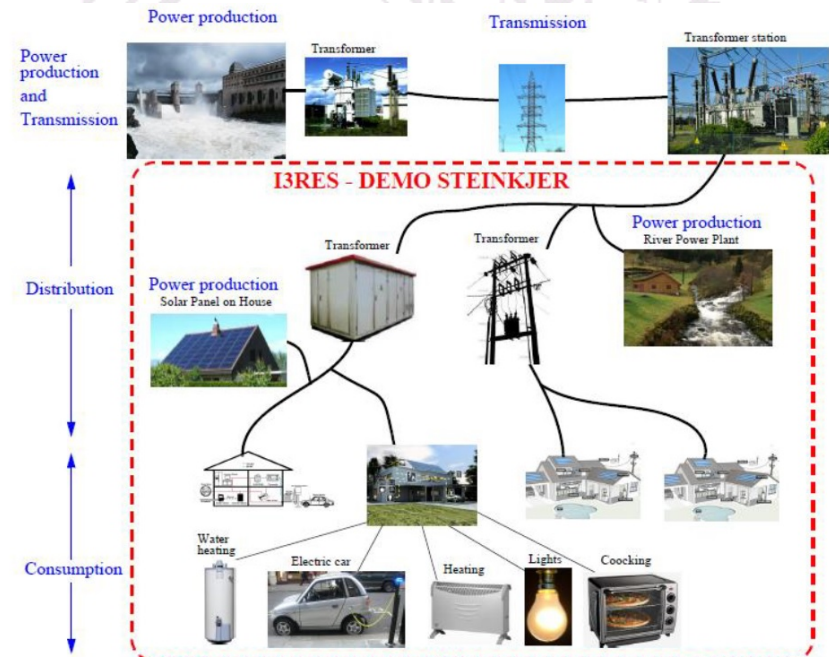 Power production
Transmission
Transformer
Transformer station
Power
production
and
Transmission
I3RES - DEMO STEINKJER
Transformer
Transformer
Power production
River Power Plant
Power production
Solar Panel on House
Distribution
Water
heating
Electric car
Heating
Lights
Coocking
Consumption